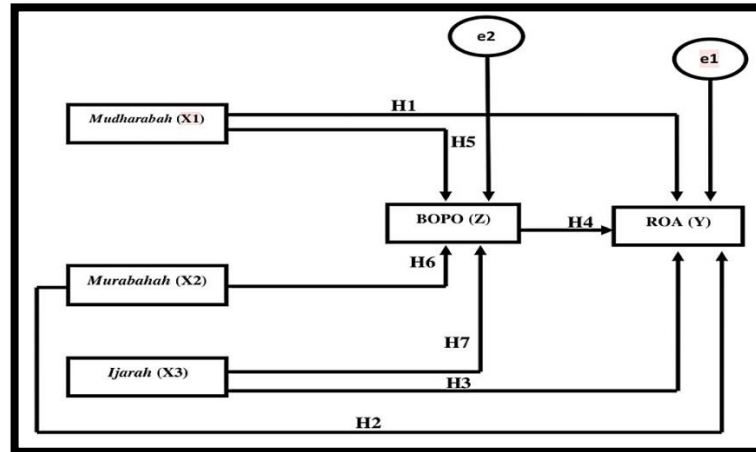 e2
e1
H1
Mudharabah (X1)
H5
BOPO (Z)
H4
ROA (Y)
H6
Murabahah (X2)
H7
Ijarah (X3)
H3
H2